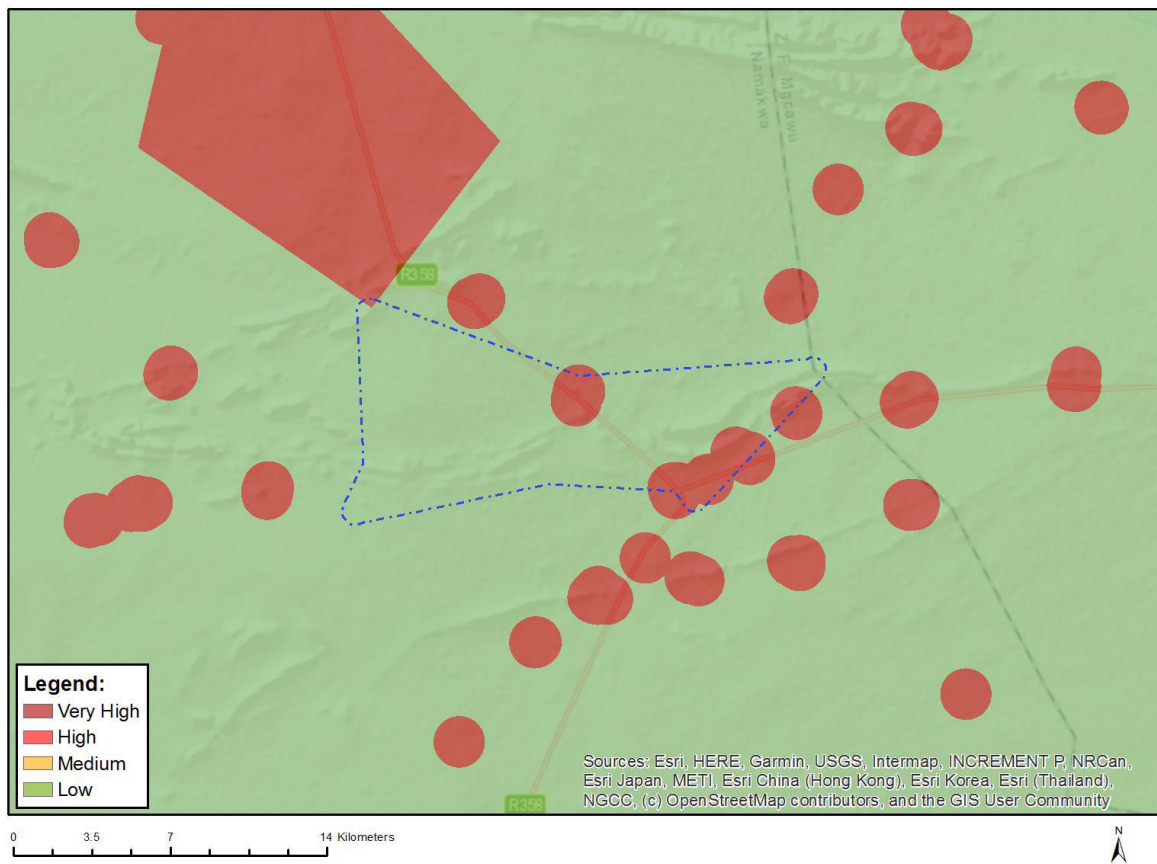 Z F Mgcawu
Namakwa
R358
Legend:
Very High
High
Medium
Low
Sources: Esri, HERE, Garmin, USGS, Intermap, INCREMENT P, NRCan,
Esri Japan, METI, Esri China (Hong Kong), Esri Korea, Esri (Thailand),
NGCC, (c) OpenStreetMap contributors, and the GIS User Community
R358
0 3.5 7 14 Kilometers
N